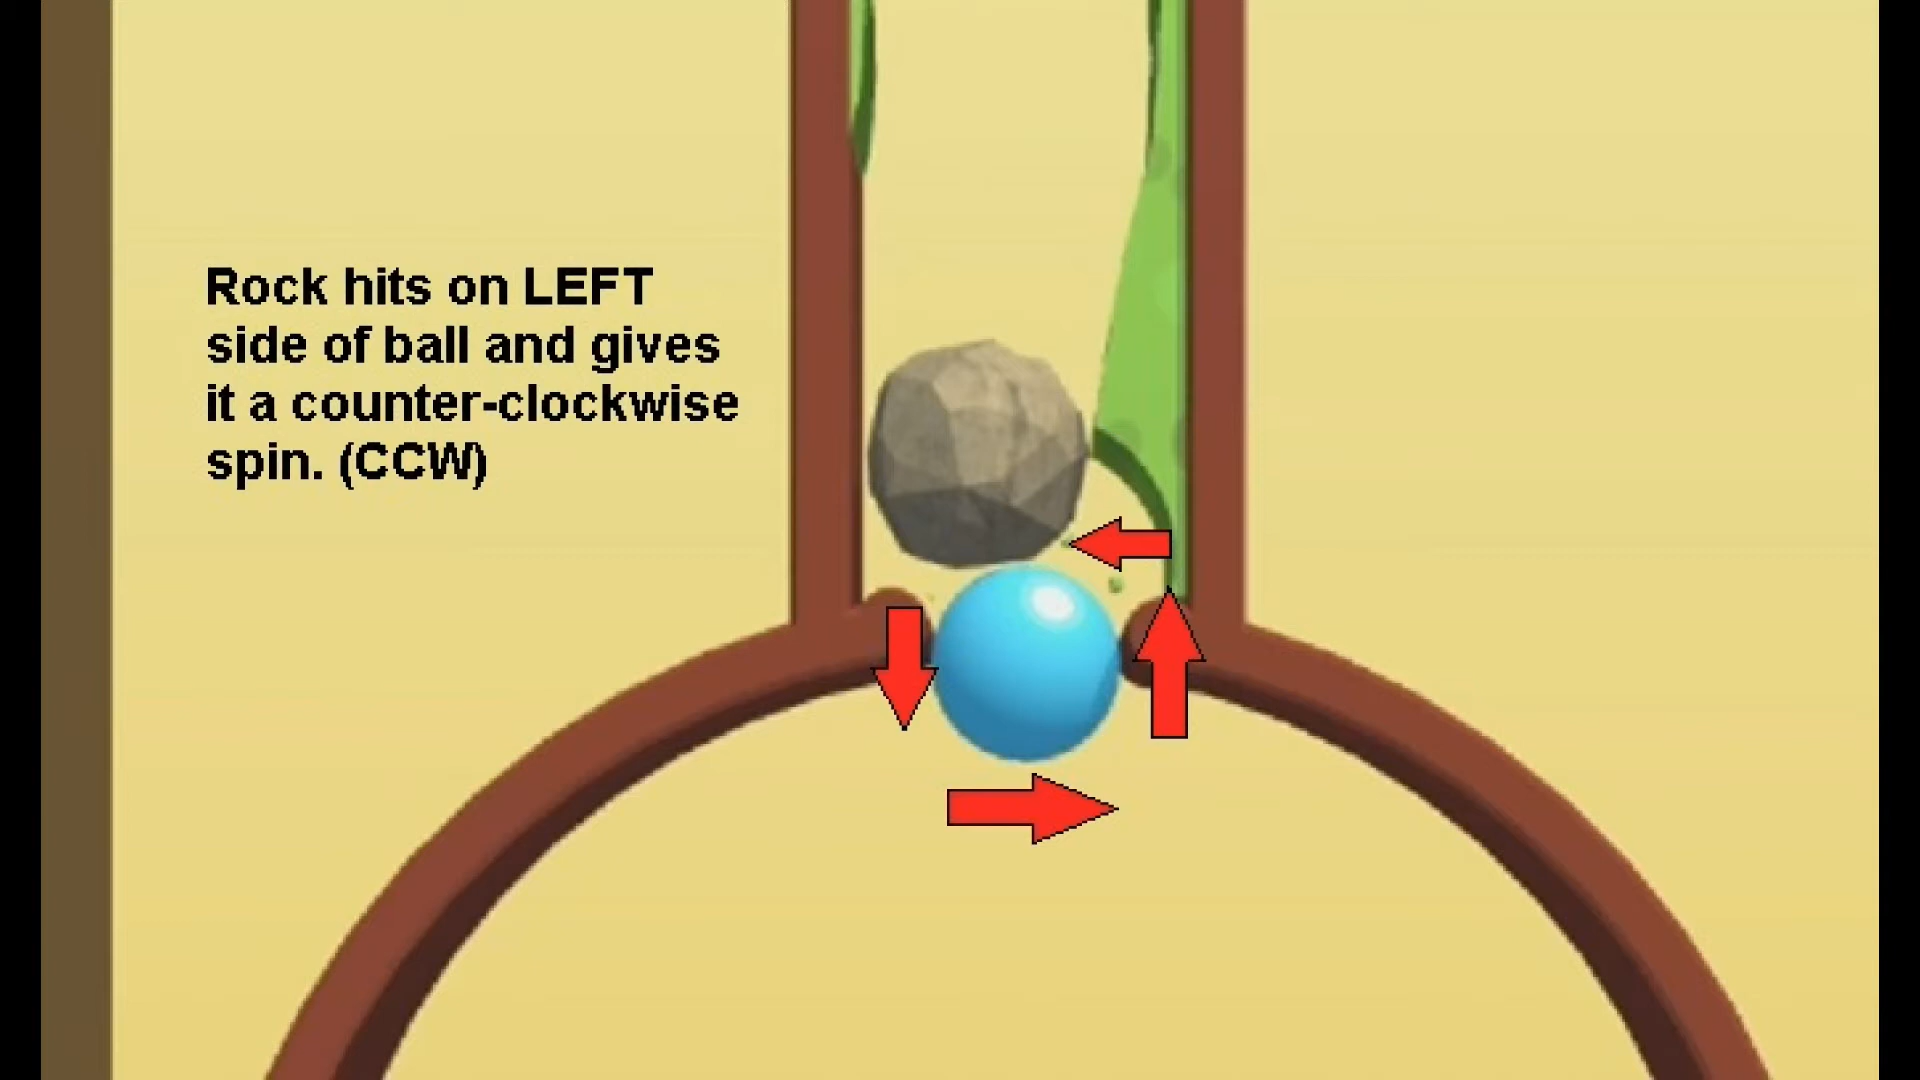 Rock hits on LEFT
side of ball and gives
it a counter-clockwise
spin. (CCW)